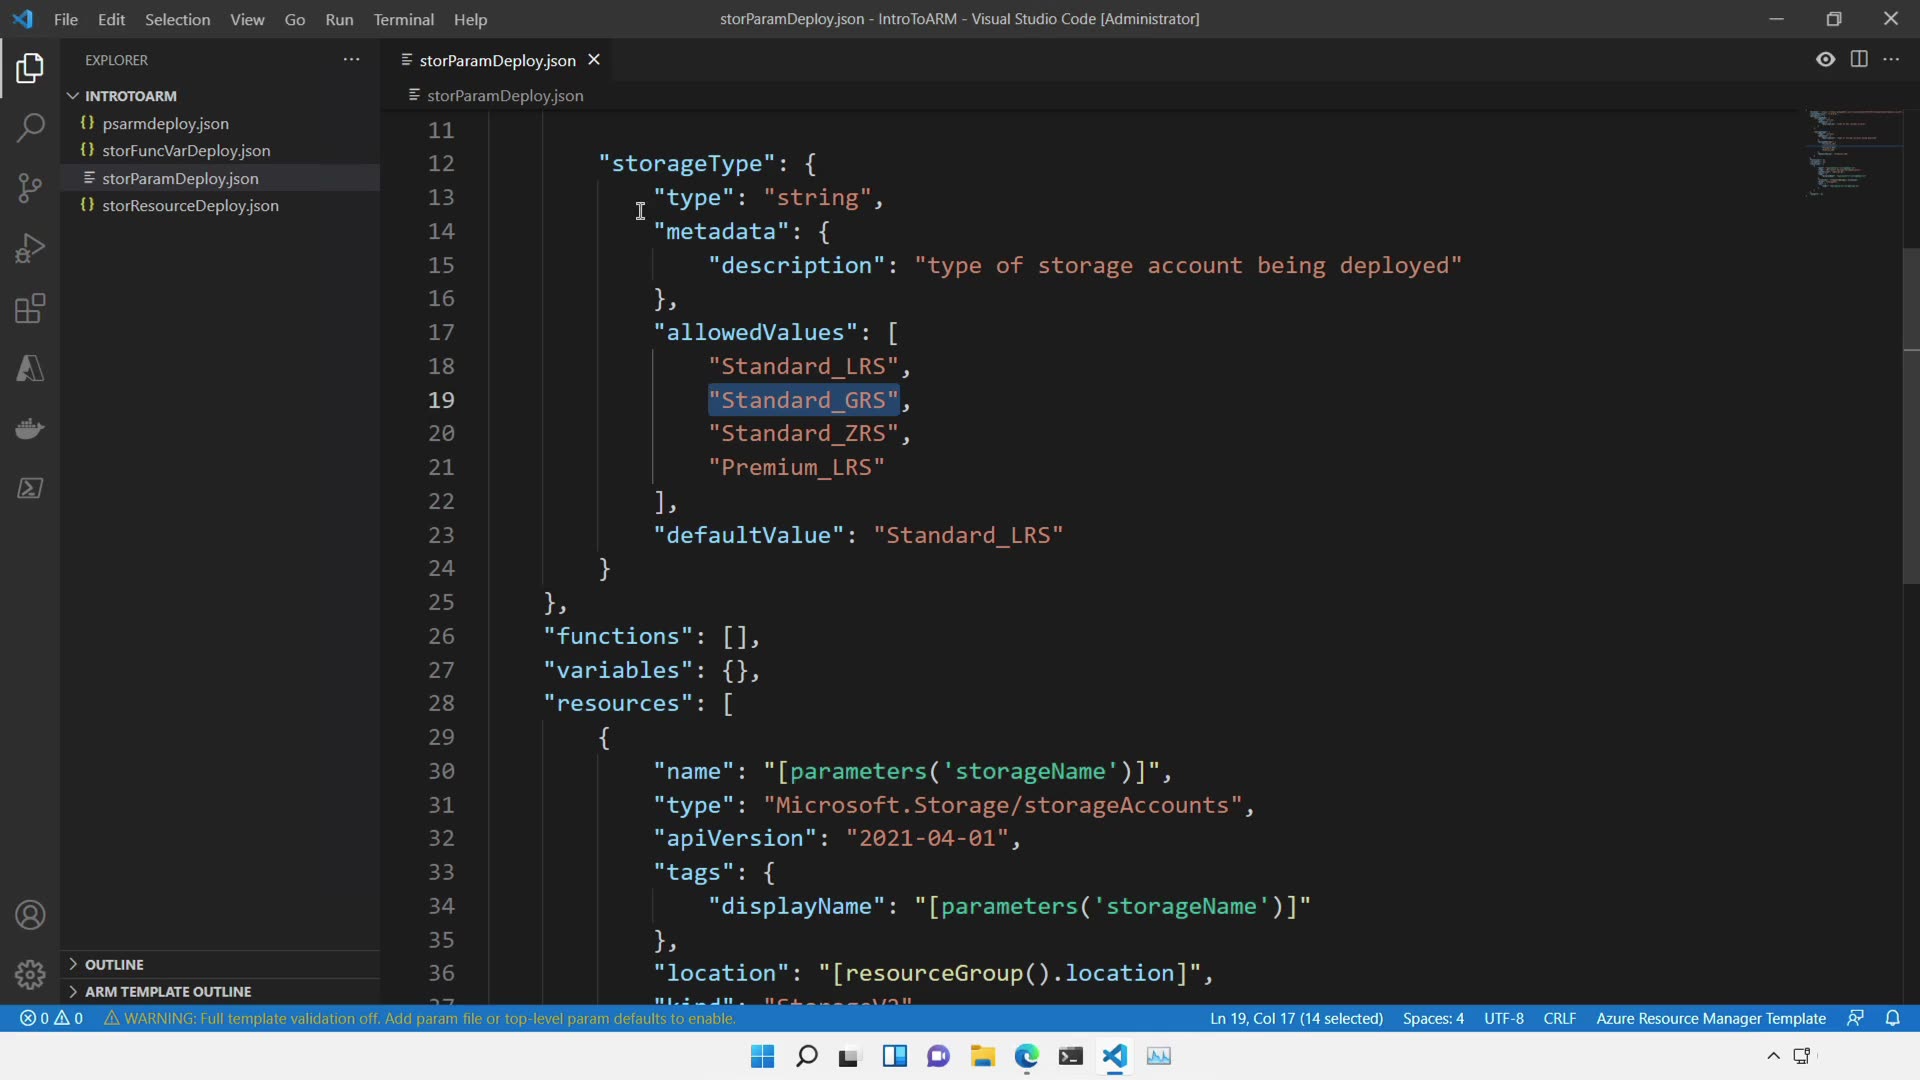 File Edit Selection View Go Run Terminal Help
storParamDeploy.json - IntroToARM - Visual Studio Code [Administrator]
EXPLORER
INTROTOARM
{} psarmdeploy.json
{} storFuncVarDeploy.json
storParamDeploy.json
{} storResourceDeploy.json
OUTLINE
ARM TEMPLATE OUTLINE
storParamDeploy.json
storParamDeploy.json
11
12 "storageType": {
13 "type": "string",
14 "metadata": {
15 "description": "type of storage account being deployed"
16 },
17 "allowedValues": [
18 "Standard_LRS",
19 "Standard_GRS",
20 "Standard_ZRS",
21 "Premium_LRS"
22 ],
23 "defaultValue": "Standard_LRS"
24 }
25 },
26 "functions": [],
27 "variables": {},
28 "resources": [
29 {
30 "name": "[parameters('storageName')]",
31 "type": "Microsoft.Storage/storageAccounts",
32 "apiVersion": "2021-04-01",
33 "tags": {
34 "displayName": "[parameters('storageName')]"
35 },
36 "location": "[resourceGroup().location]",
37 "kind": "StorageV2"
0 0 WARNING: Full template validation off. Add param file or top-level param defaults to enable.
Ln 19, Col 17 (14 selected) Spaces: 4 UTF-8 CRLF Azure Resource Manager Template